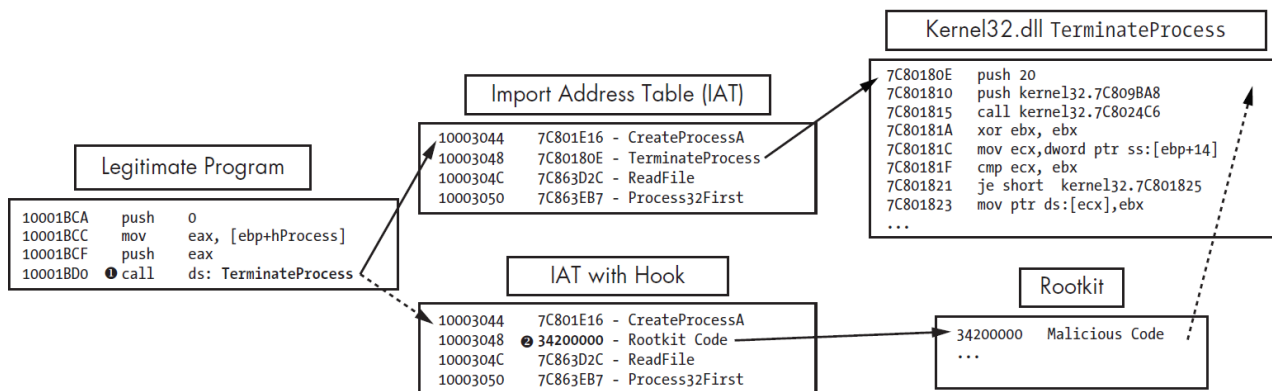 Kernel32.dll TerminateProcess
7C80180E push 20
7C801810 push kernel32.7C809BA8
7C801815 call kernel32.7C8024C6
7C80181A xor ebx, ebx
7C80181C mov ecx,dword ptr ss:[ebp+14]
7C80181F cmp ecx, ebx
7C801821 je short kernel32.7C801825
7C801823 mov ptr ds:[ecx],ebx
...
Import Address Table (IAT)
10003044 7C801E16 - CreateProcessA
10003048 7C80180E - TerminateProcess
1000304C 7C863D2C - ReadFile
10003050 7C863EB7 - Process32First
Legitimate Program
10001BCA push 0
10001BCC mov eax, [ebp+hProcess]
10001BCF push eax
10001BD0 ❶ call ds: TerminateProcess
IAT with Hook
10003044 7C801E16 - CreateProcessA
10003048 ❷ 34200000 - Rootkit Code
1000304C 7C863D2C - ReadFile
10003050 7C863EB7 - Process32First
Rootkit
34200000 Malicious Code
...